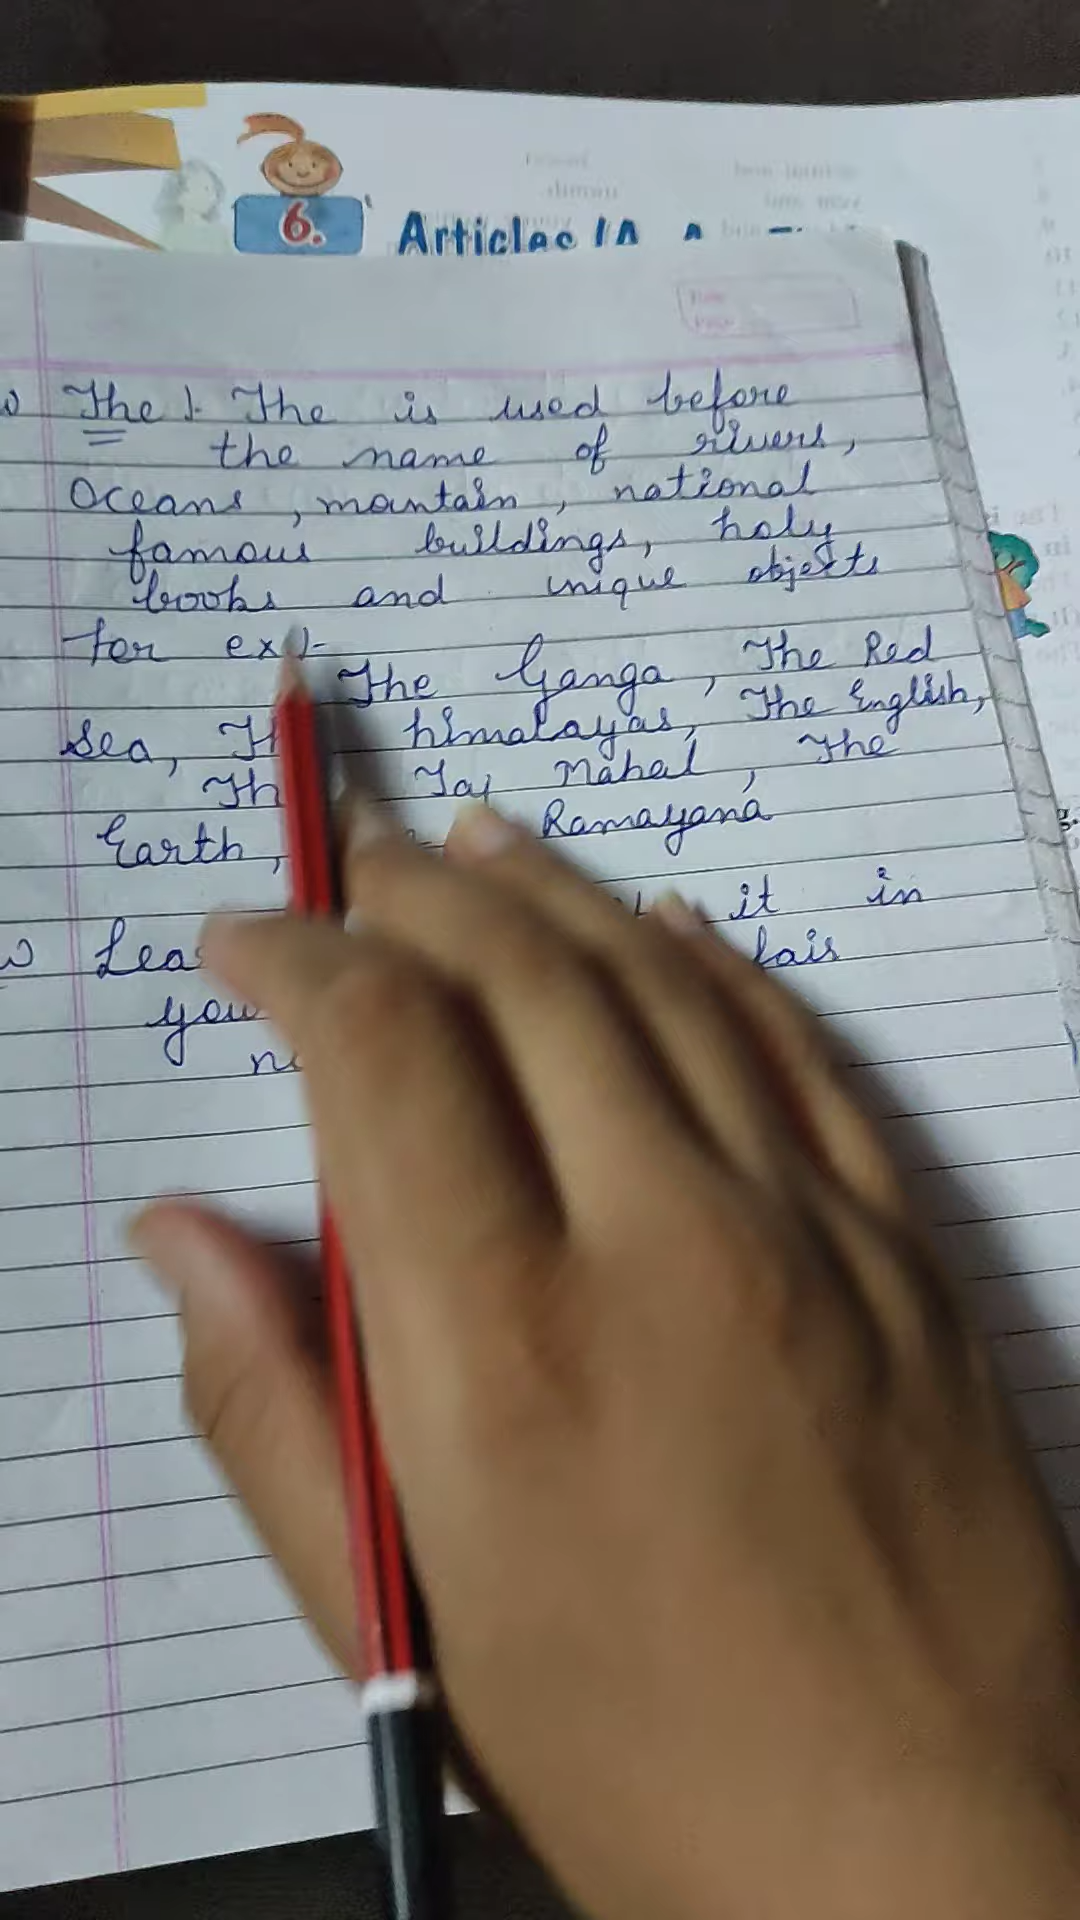 6.
Articles (A
The :- The is used before
the name of rivers,
Oceans, mantain, national
famous buildings, holy
books and unique objects
for ex :-
The Ganga, The Red
Sea, himalayas, The English,
Taj Mahal, The
Earth, Ramayana
it in
you fair